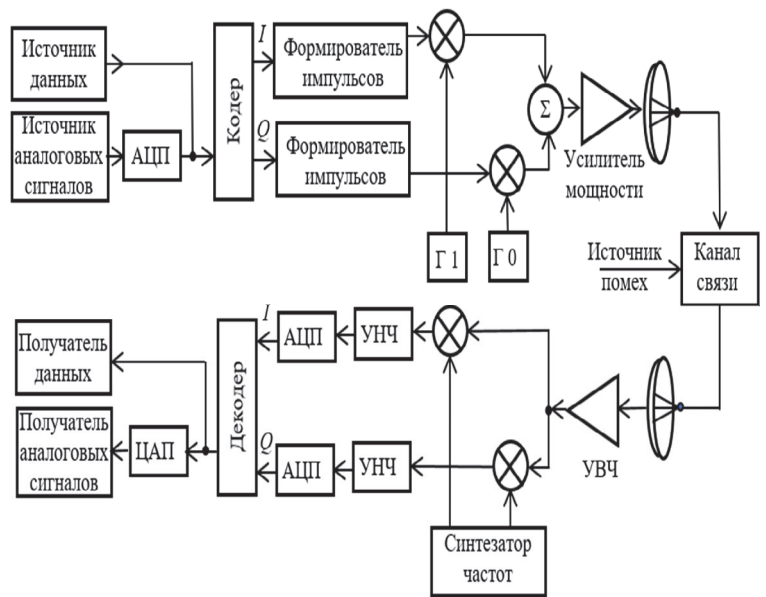 Источник
данных
Источник
аналоговых
сигналов
АЦП
Кодер
I
Q
Формирователь
импульсов
Формирователь
импульсов
Г 1
Г 0
Σ
Усилитель
мощности
Источник
помех
Канал
связи
Получатель
данных
Получатель
аналоговых
сигналов
ЦАП
Декодер
I
Q
АЦП
УНЧ
АЦП
УНЧ
УВЧ
Синтезатор
частот